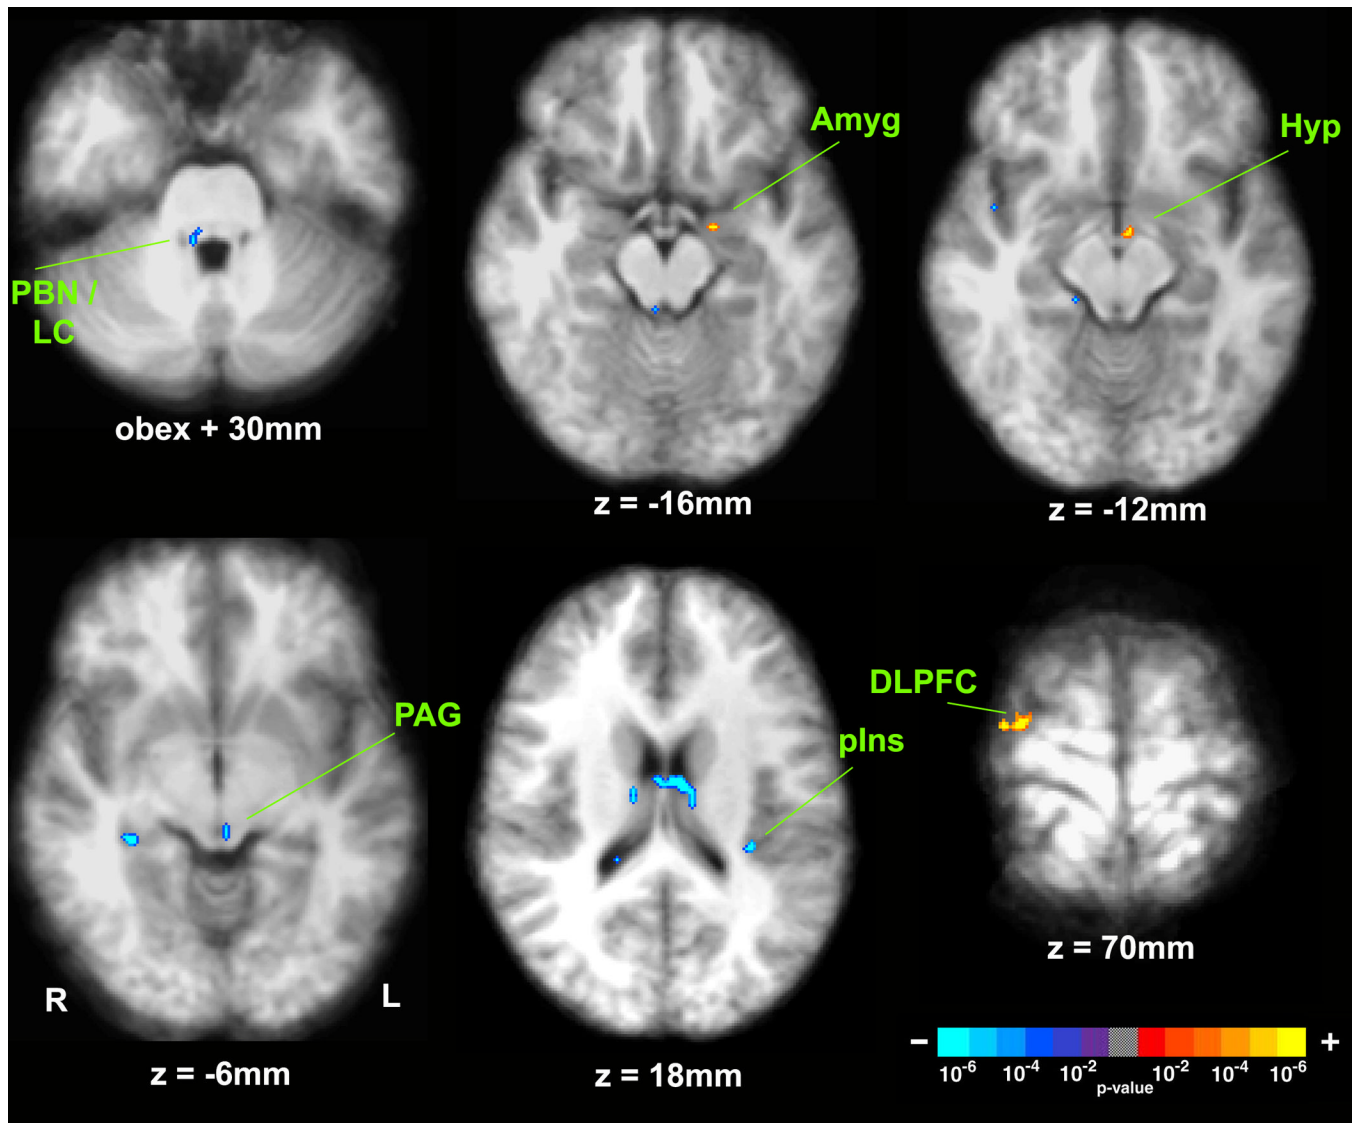 Amyg
Hyp
PBN /
LC
obex + 30mm
z = -16mm
z = -12mm
PAG
DLPFC
pIns
R
L
z = -6mm
z = 18mm
z = 70mm
− +
10-6 10-4 10-2 10-2 10-4 10-6
p-value